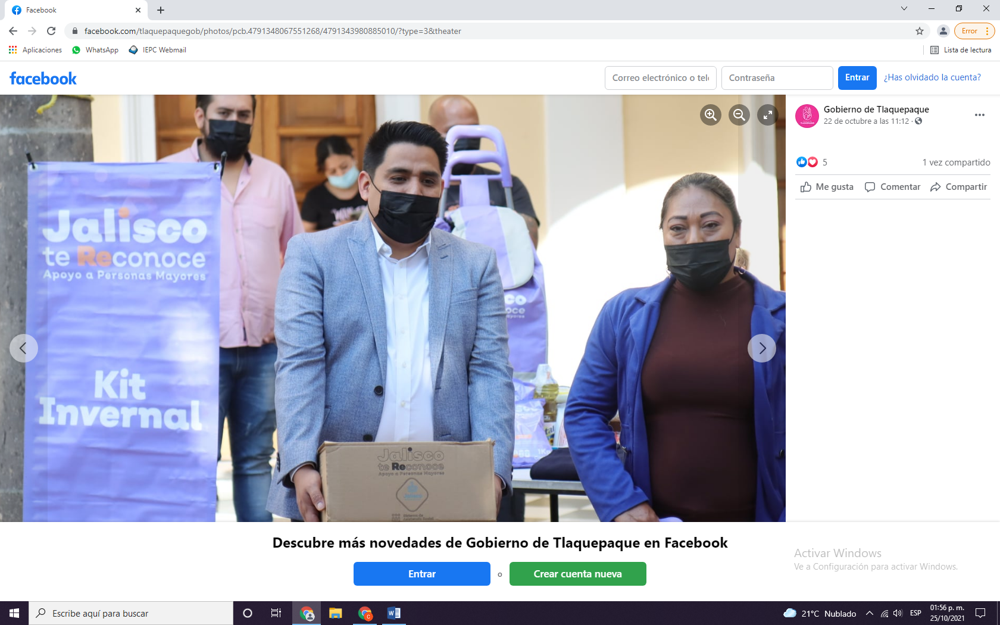 Facebook
facebook.com/tlaquepaquegob/photos/pcb.4791348067551268/4791343980885010/?type=3&theater
Error
Aplicaciones
WhatsApp
IEPC Webmail
Lista de lectura
facebook
Correo electrónico o tel
Contraseña
Entrar
¿Has olvidado la cuenta?
Gobierno de Tlaquepaque
22 de octubre a las 11:12
5
1 vez compartido
Me gusta
Comentar
Compartir
Jalisco
te Reconoce
Apoyo a Personas Mayores
Kit
Invernal
Jalisco
te Reconoce
Apoyo a Personas Mayores
Descubre más novedades de Gobierno de Tlaquepaque en Facebook
Entrar
o
Crear cuenta nueva
Activar Windows
Ve a Configuración para activar Windows.
Escribe aquí para buscar
21°C Nublado
ESP
01:56 p. m.
25/10/2021